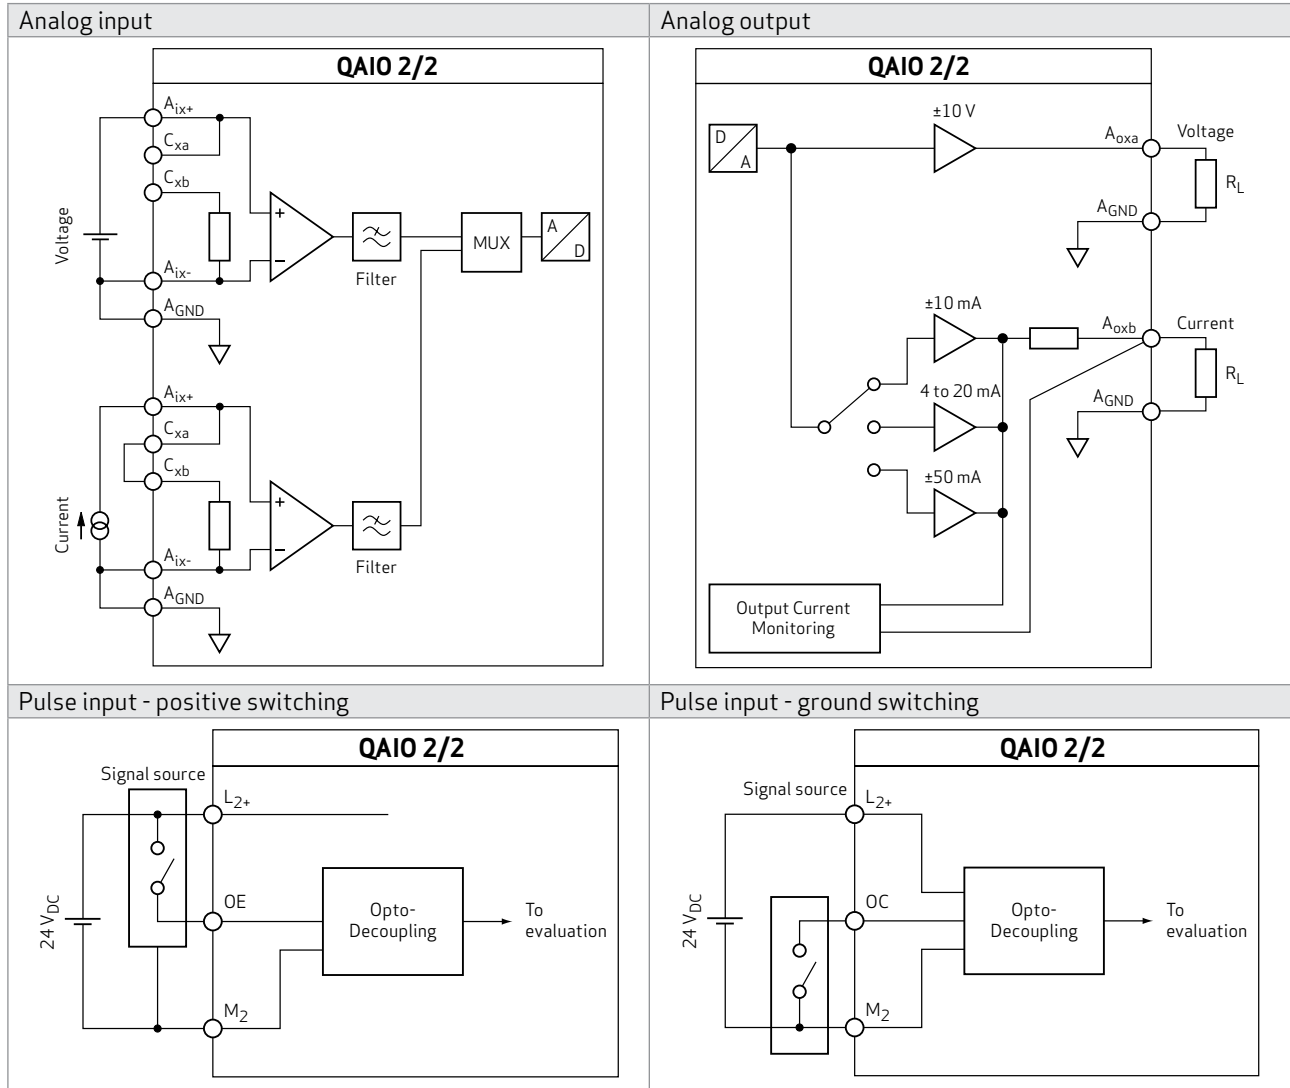 Analog input
QAIO 2/2
Aix+
Cxa
Cxb
Voltage
+
−
Filter
MUX
A
D
Aix-
AGND
Aix+
Cxa
Cxb
Current
+
−
Filter
Aix-
AGND
Analog output
QAIO 2/2
D
A
±10 V
Aoxa
Voltage
RL
AGND
±10 mA
Aoxb
Current
4 to 20 mA
RL
AGND
±50 mA
Output Current
Monitoring
Pulse input - positive switching
QAIO 2/2
Signal source
L2+
24 VDC
OE
Opto-
Decoupling
To
evaluation
M2
Pulse input - ground switching
QAIO 2/2
Signal source
L2+
24 VDC
OC
Opto-
Decoupling
To
evaluation
M2